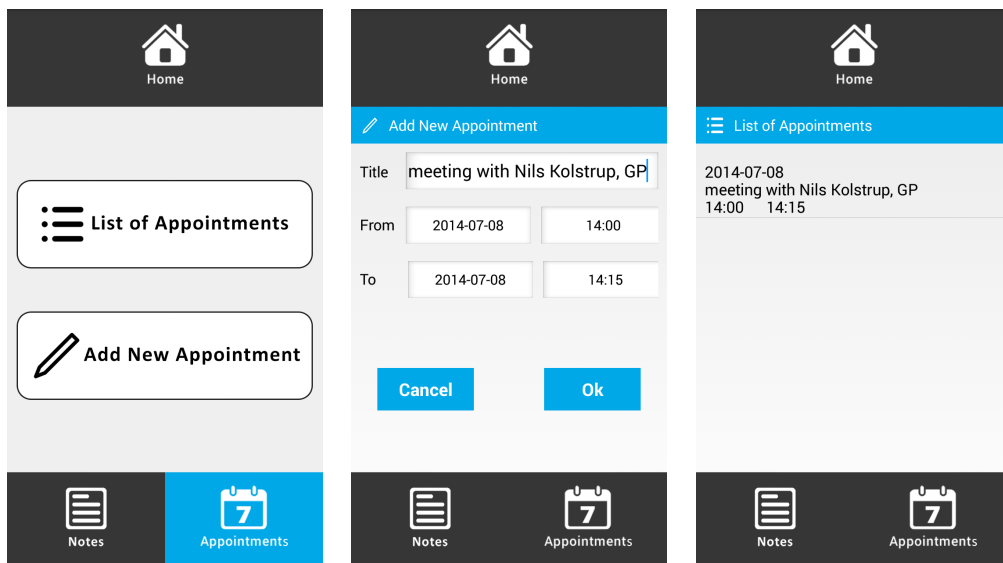 Home
List of Appointments
Add New Appointment
Notes
7
Appointments
Home
Add New Appointment
Title meeting with Nils Kolstrup, GP
From 2014-07-08 14:00
To 2014-07-08 14:15
Cancel Ok
Notes
7
Appointments
Home
List of Appointments
2014-07-08
meeting with Nils Kolstrup, GP
14:00 14:15
Notes
7
Appointments